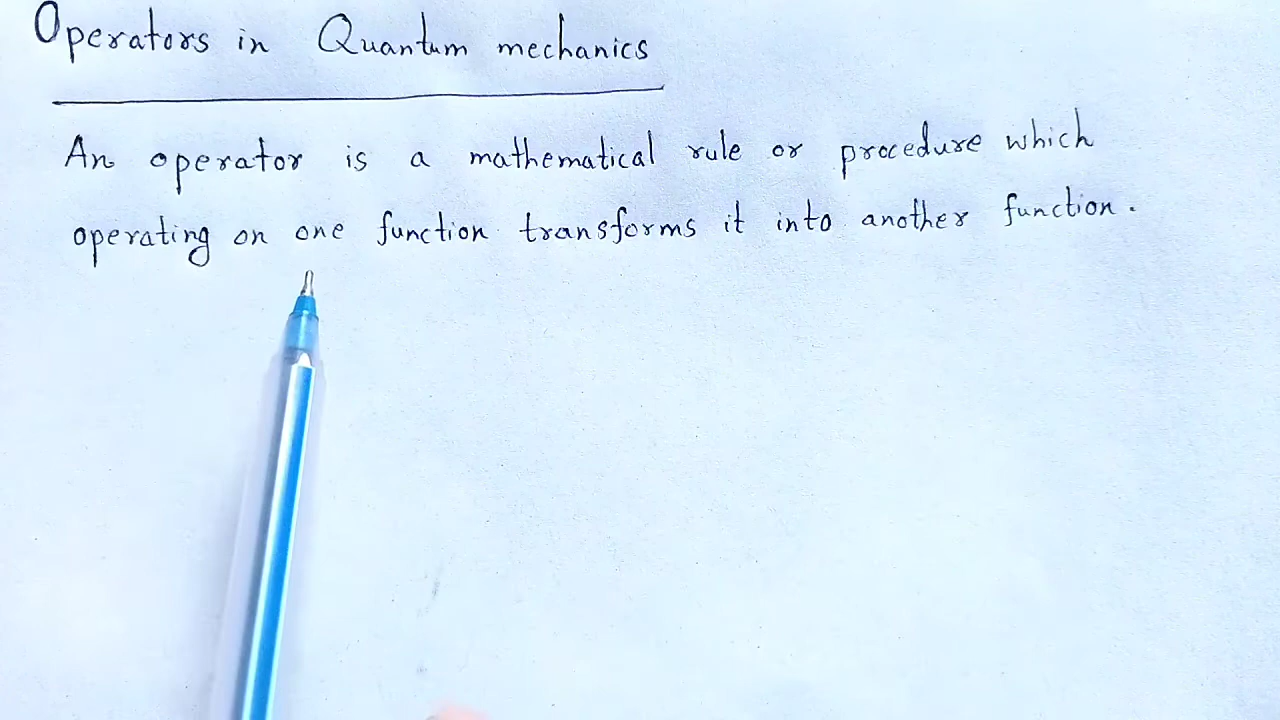 Operators in Quantum mechanics
An operator is a mathematical rule or procedure which
operating on one function transforms it into another function.